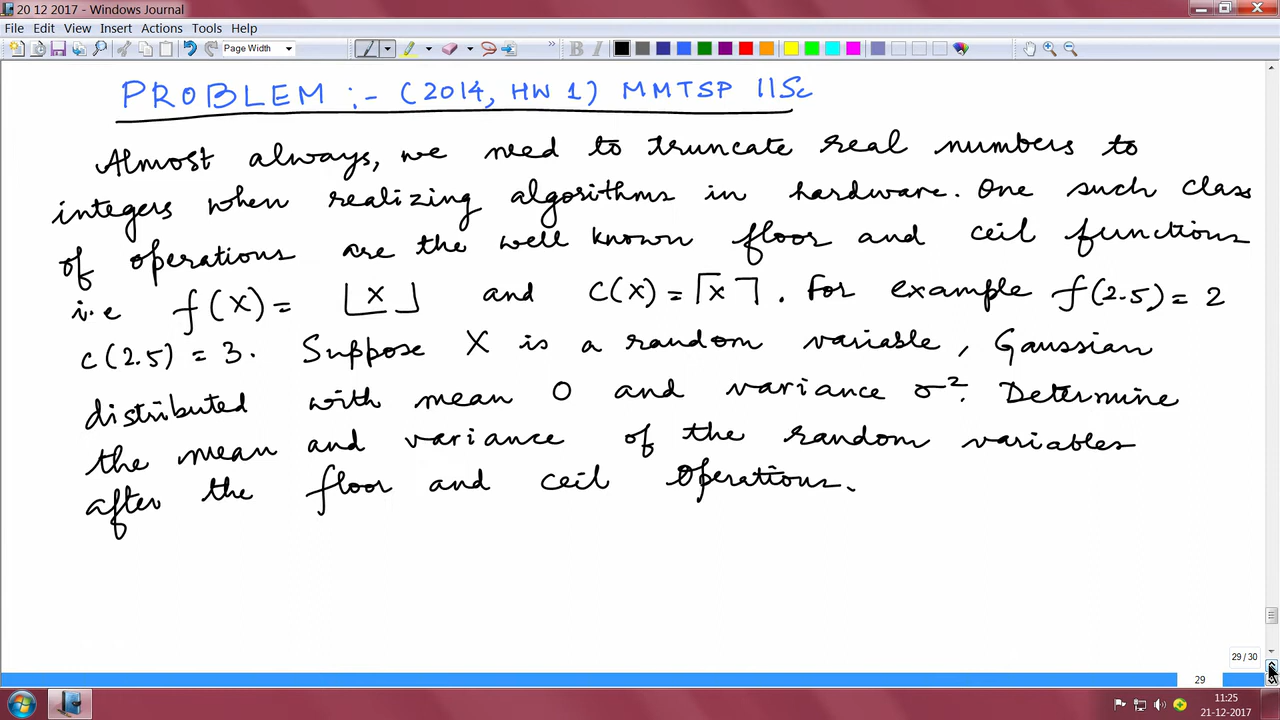 20 12 2017 - Windows Journal
File Edit View Insert Actions Tools Help
Page Width
PROBLEM :- (2014, HW 1) MMTSP IISc
Almost always, we need to truncate real numbers to
integers when realizing algorithms in hardware. One such class
of operations are the well known floor and ceil functions
i.e f(x) = ⌊x⌋ and c(x) = ⌈x⌉. For example f(2.5) = 2
c(2.5) = 3. Suppose X is a random variable, Gaussian
distributed with mean 0 and variance σ². Determine
the mean and variance of the random variables
after the floor and ceil operations.
29 / 30
29
11:25
21-12-2017